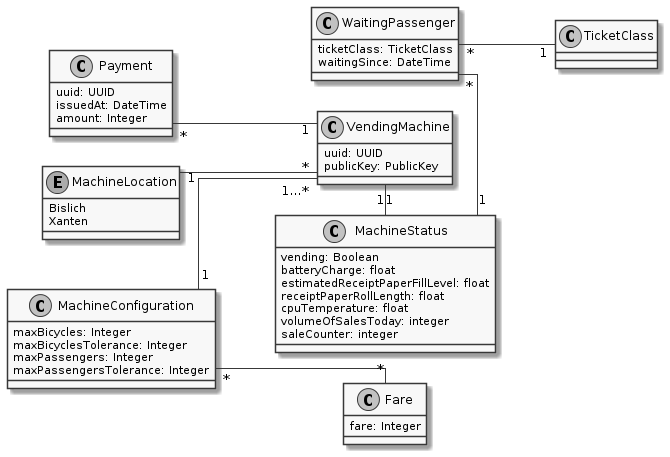 C WaitingPassenger
ticketClass: TicketClass
waitingSince: DateTime
C TicketClass
* 1
*
C Payment
uuid: UUID
issuedAt: DateTime
amount: Integer
* 1
C VendingMachine
uuid: UUID
publicKey: PublicKey
*
1
1...*
E MachineLocation
Bislich
Xanten
1 1 1
C MachineStatus
vending: Boolean
batteryCharge: float
estimatedReceiptPaperFillLevel: float
receiptPaperRollLength: float
cpuTemperature: float
volumeOfSalesToday: integer
saleCounter: integer
1
C MachineConfiguration
maxBicycles: Integer
maxBicyclesTolerance: Integer
maxPassengers: Integer
maxPassengersTolerance: Integer
* *
C Fare
fare: Integer